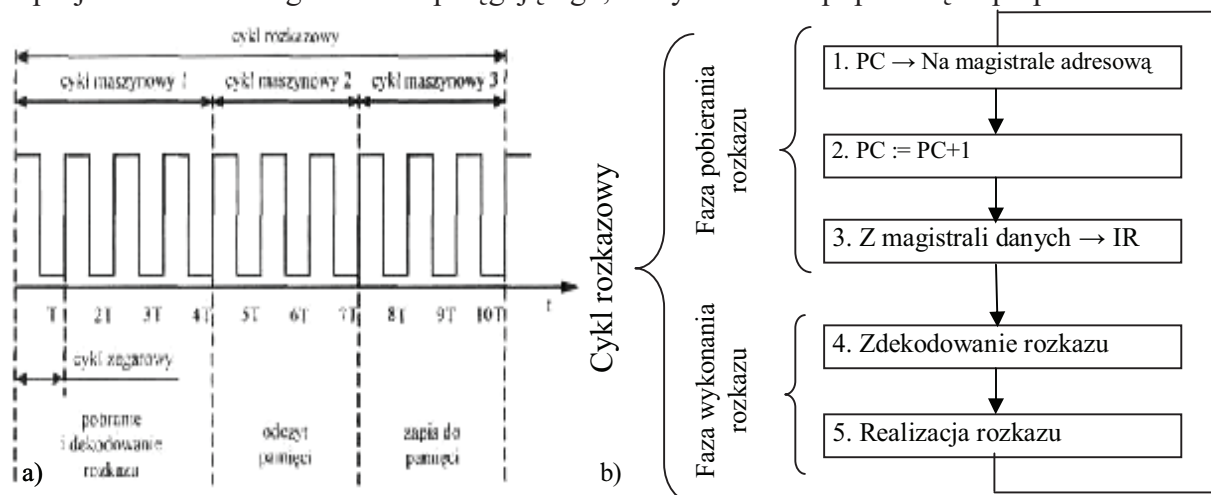 cykl rozkazowy
cykl maszynowy 1
cykl maszynowy 2
cykl maszynowy 3
T 2T 3T 4T 5T 6T 7T 8T 9T 10T
t
cykl zegarowy
pobranie
i dekodowanie
rozkazu
odczyt
pamięci
zapis do
pamięci
a)
b)
Cykl rozkazowy
Faza pobierania
rozkazu
Faza wykonania
rozkazu
1. PC → Na magistrale adresową
2. PC := PC+1
3. Z magistrali danych → IR
4. Zdekodowanie rozkazu
5. Realizacja rozkazu